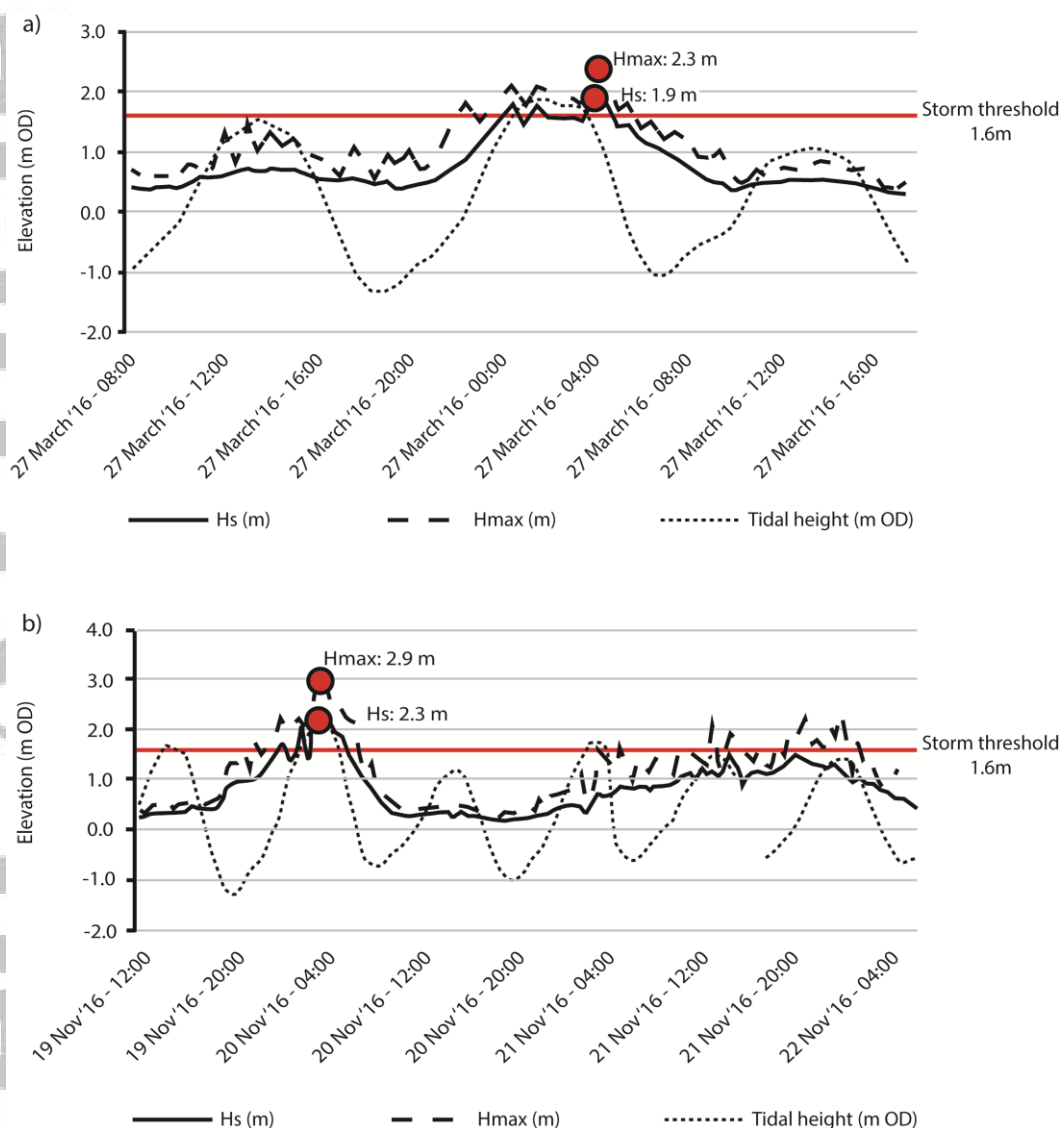 a)
3.0
2.0
1.0
0.0
-1.0
-2.0
Elevation (m OD)
Hmax: 2.3 m
Hs: 1.9 m
Storm threshold
1.6m
27 March '16 - 08:00
27 March '16 - 12:00
27 March '16 - 16:00
27 March '16 - 20:00
27 March '16 - 00:00
27 March '16 - 04:00
27 March '16 - 08:00
27 March '16 - 12:00
27 March '16 - 16:00
Hs (m) Hmax (m) Tidal height (m OD)
b)
4.0
3.0
2.0
1.0
0.0
-1.0
-2.0
Elevation (m OD)
Hmax: 2.9 m
Hs: 2.3 m
Storm threshold
1.6m
19 Nov '16 - 12:00
19 Nov '16 - 20:00
20 Nov '16 - 04:00
20 Nov '16 - 12:00
20 Nov '16 - 20:00
21 Nov '16 - 04:00
21 Nov '16 - 12:00
21 Nov '16 - 20:00
22 Nov '16 - 04:00
Hs (m) Hmax (m) Tidal height (m OD)